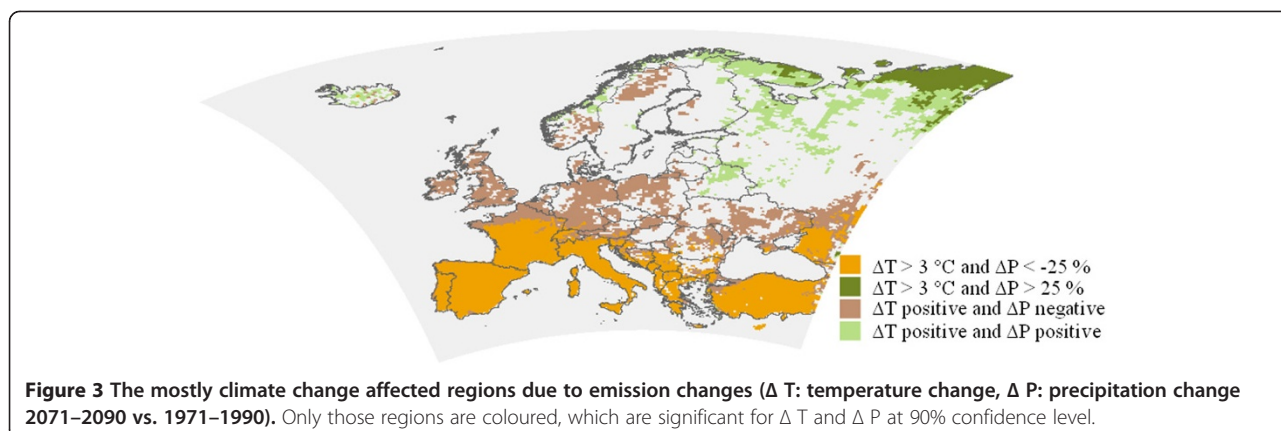 ΔT > 3 °C and ΔP < -25 %
ΔT > 3 °C and ΔP > 25 %
ΔT positive and ΔP negative
ΔT positive and ΔP positive
Figure 3 The mostly climate change affected regions due to emission changes (Δ T: temperature change, Δ P: precipitation change
2071–2090 vs. 1971–1990). Only those regions are coloured, which are significant for Δ T and Δ P at 90% confidence level.